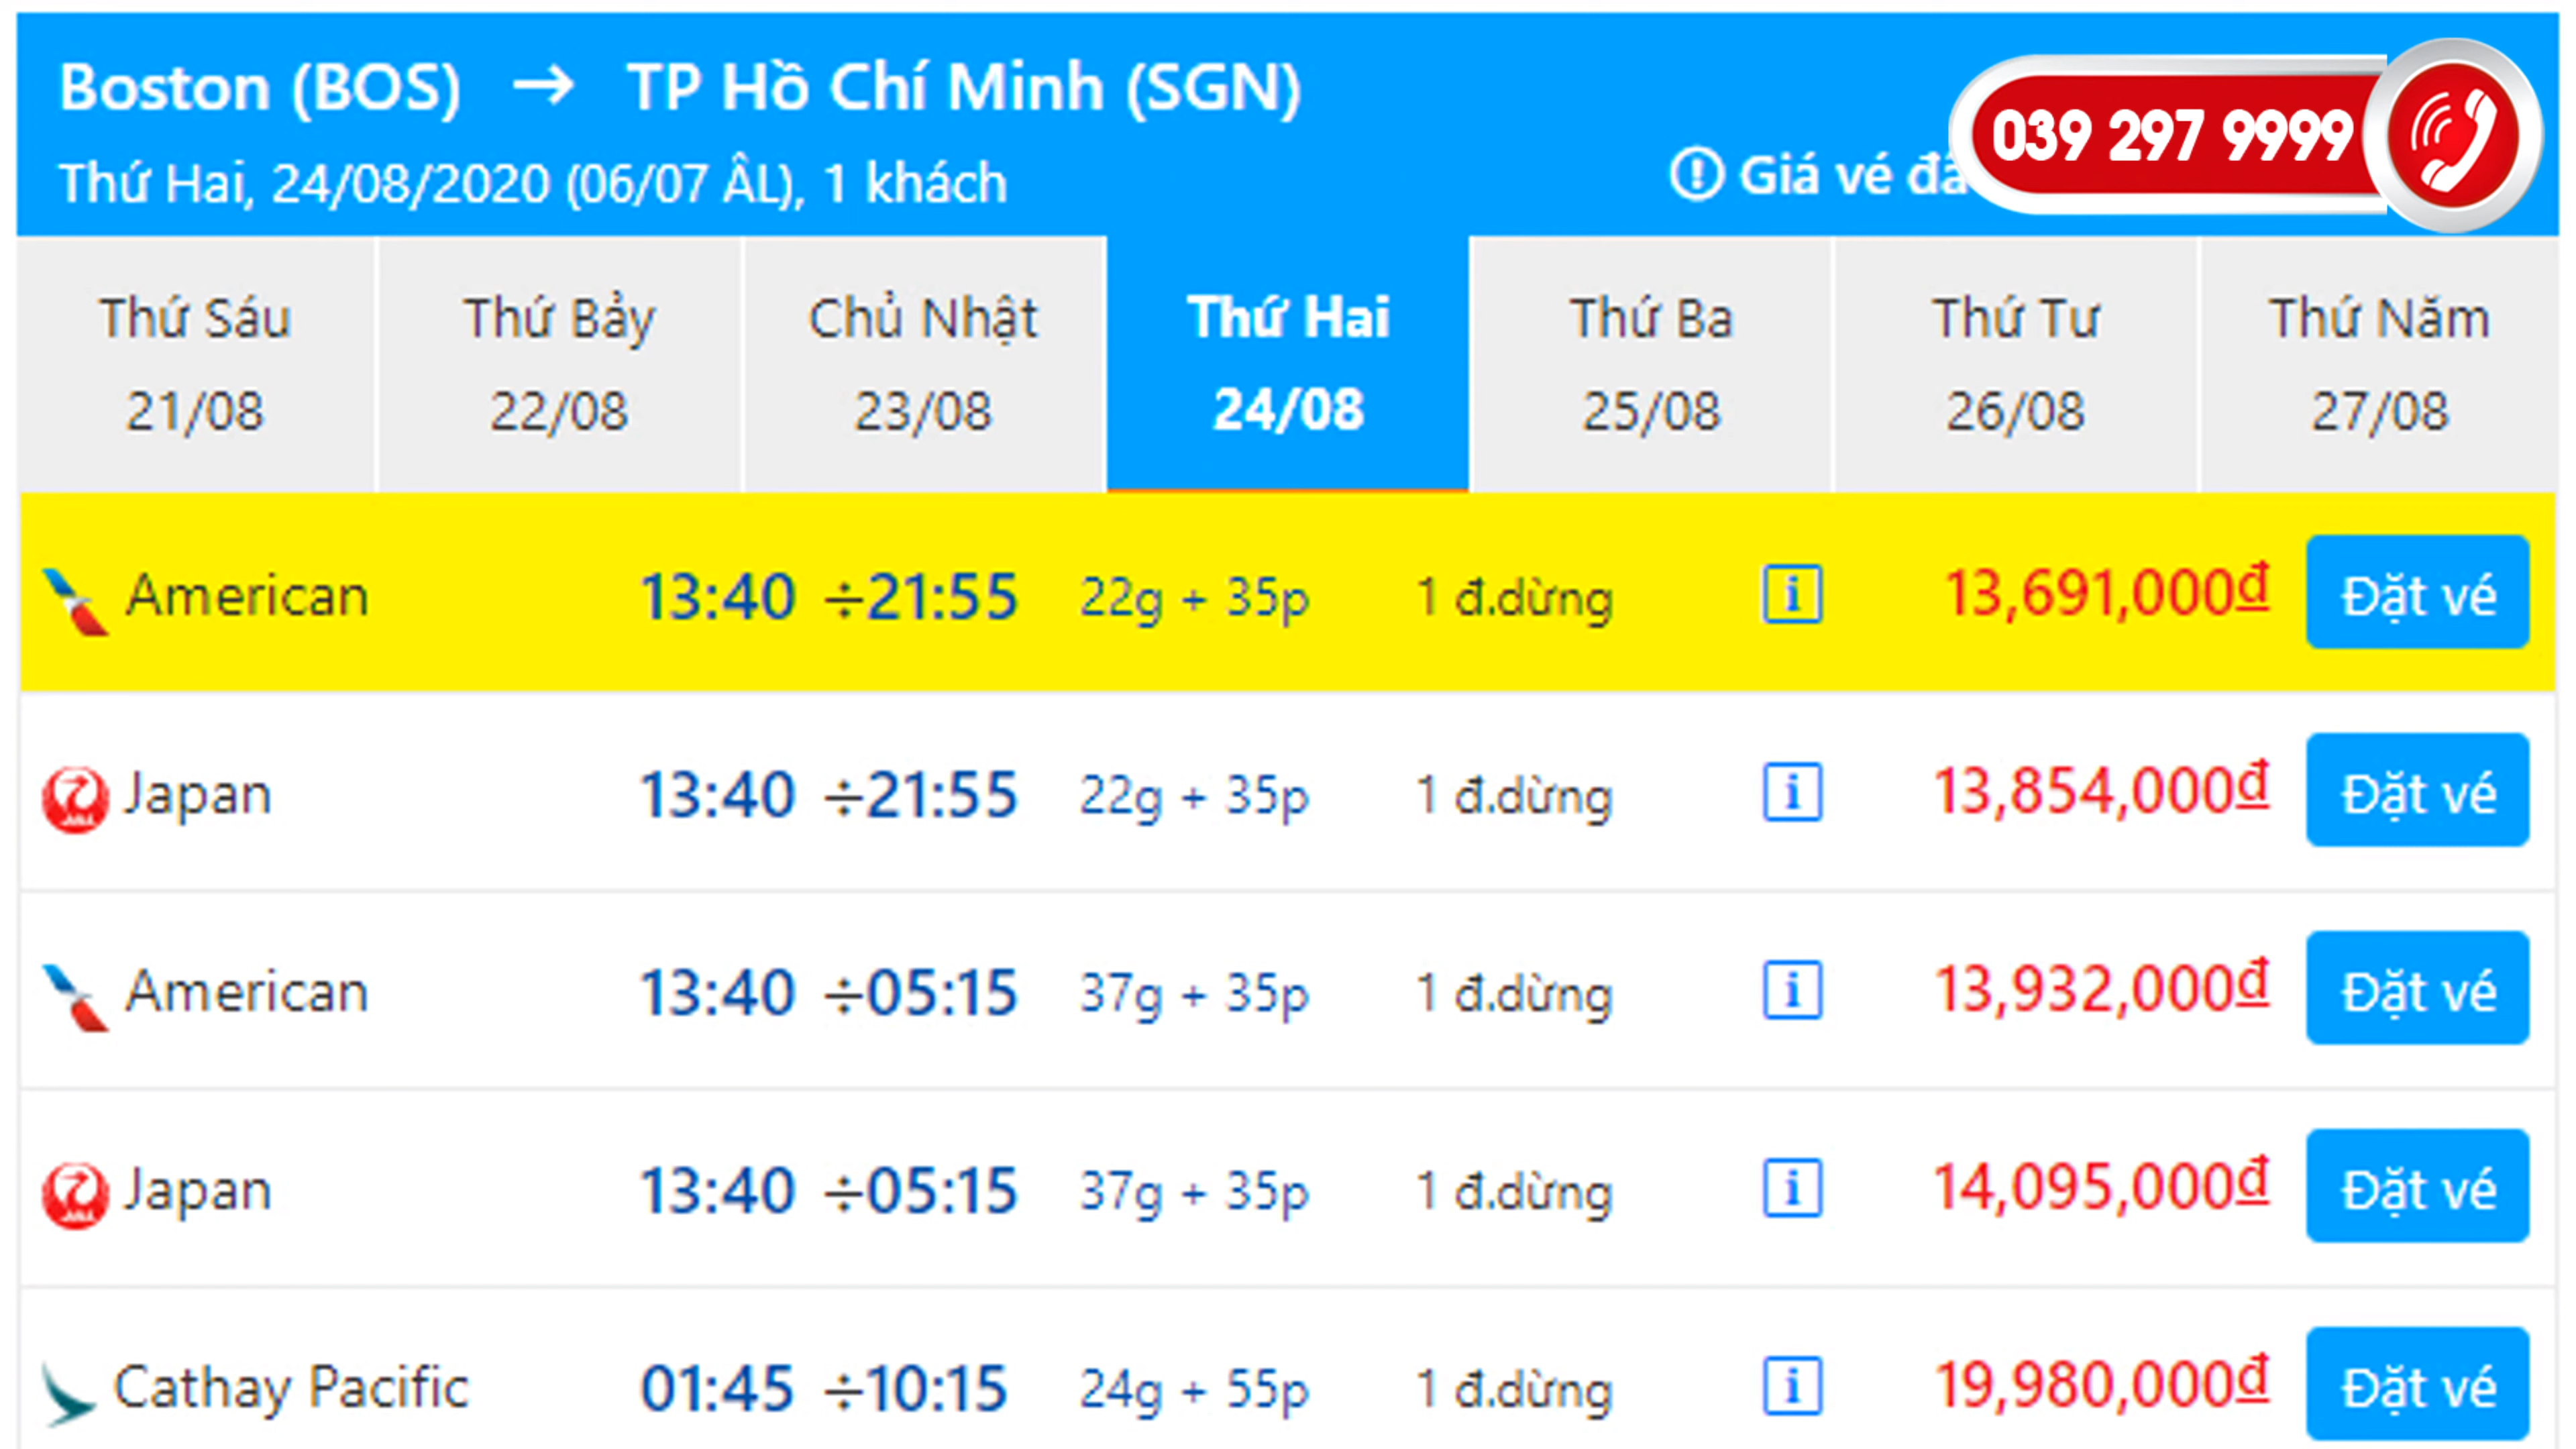 Boston (BOS) → TP Hồ Chí Minh (SGN)
Thứ Hai, 24/08/2020 (06/07 ÂL), 1 khách
Giá vé
039 297 9999
Thứ Sáu 21/08
Thứ Bảy 22/08
Chủ Nhật 23/08
Thứ Hai 24/08
Thứ Ba 25/08
Thứ Tư 26/08
Thứ Năm 27/08
American 13:40 ÷21:55 22g + 35p 1 đ.dừng i 13,691,000₫ Đặt vé
Japan 13:40 ÷21:55 22g + 35p 1 đ.dừng i 13,854,000₫ Đặt vé
American 13:40 ÷05:15 37g + 35p 1 đ.dừng i 13,932,000₫ Đặt vé
Japan 13:40 ÷05:15 37g + 35p 1 đ.dừng i 14,095,000₫ Đặt vé
Cathay Pacific 01:45 ÷10:15 24g + 55p 1 đ.dừng i 19,980,000₫ Đặt vé